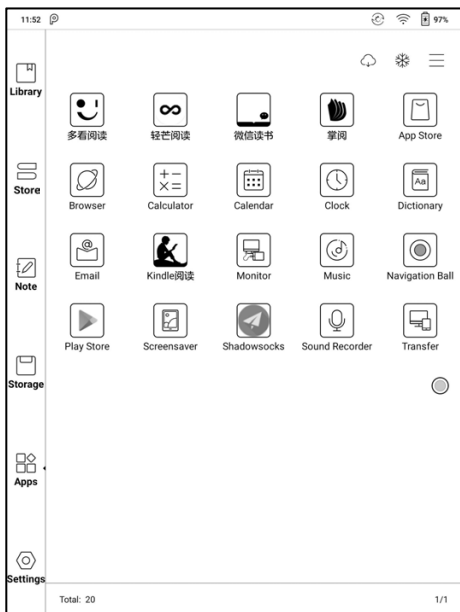 11:52 97%
Library
多看阅读 轻芒阅读 微信读书 掌阅 App Store
Store
Aa
Browser Calculator Calendar Clock Dictionary
@
Note
Email Kindle阅读 Monitor Music Navigation Ball
Play Store Screensaver Shadowsocks Sound Recorder Transfer
Storage
Apps
Settings
Total: 20 1/1